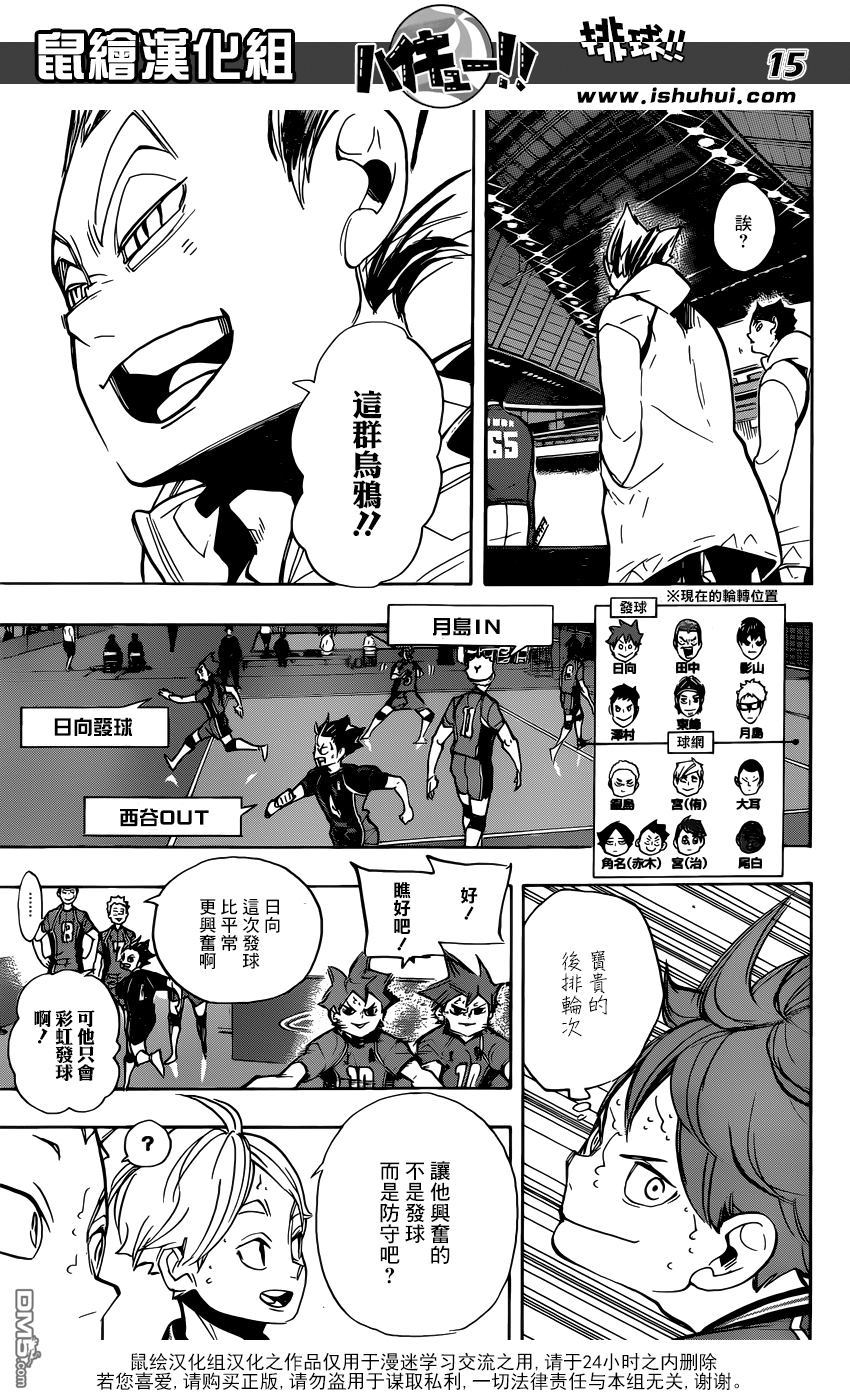 鼠繪漢化組
ハイキュー!!
排球!!
15
www.ishuhui.com
誒?
65
這群烏鴉!!
※現在的輪轉位置
發球
日向
田中
影山
澤村
東峰
月島
球網
宮(侑)
大耳
角名(赤木)
宮(治)
尾白
月島IN
日向發球
西谷OUT
1
寶貴的
後排輪次
好!
瞧好吧!
10
10
日向
這次發球
比平常
更興奮啊
……
8
可他只會
彩虹發球
啊!
讓他興奮的
不是發球
而是防守吧?
?
DM5.com
鼠绘汉化组汉化之作品仅用于漫迷学习交流之用,请于24小时之内删除
若您喜爱,请购买正版,请勿盗用于谋取私利,一切法律责任与本组无关,谢谢。